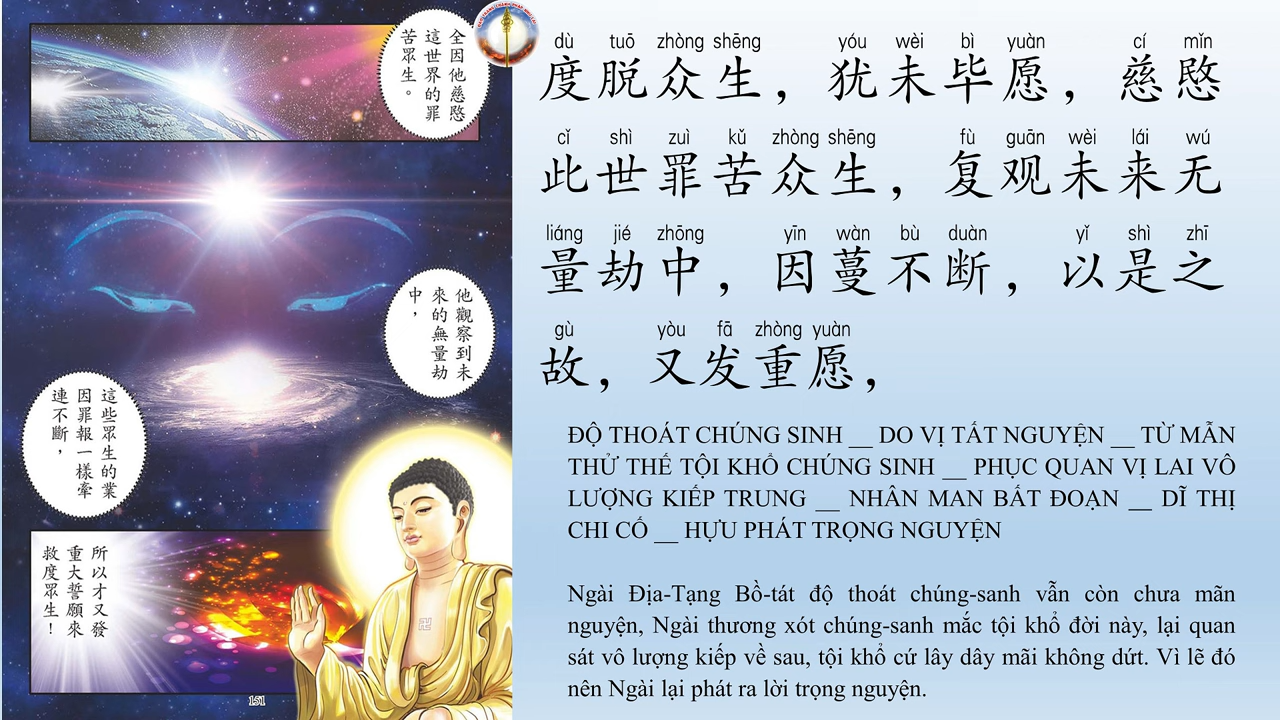 全因他慈愍
這世界的罪
苦眾生。
他觀察到未
來的無量劫
中，
這些眾生的業
因罪報一樣牽
連不斷，
所以才又發
重大誓願來
救度眾生！
卍
151
dù tuō zhòng shēng yóu wèi bì yuàn cí mǐn
度脱众生，犹未毕愿，慈愍
cǐ shì zuì kǔ zhòng shēng fù guān wèi lái wú
此世罪苦众生，复观未来无
liáng jié zhōng yīn wàn bù duàn yǐ shì zhī
量劫中，因蔓不断，以是之
gù yòu fā zhòng yuàn
故，又发重愿，
ĐỘ THOÁT CHÚNG SINH __ DO VỊ TẤT NGUYỆN __ TỪ MẪN
THỬ THẾ TỘI KHỔ CHÚNG SINH __ PHỤC QUAN VỊ LAI VÔ
LƯỢNG KIẾP TRUNG __ NHÂN MAN BẤT ĐOẠN __ DĨ THỊ
CHI CỐ __ HỰU PHÁT TRỌNG NGUYỆN
Ngài Địa-Tạng Bồ-tát độ thoát chúng-sanh vẫn còn chưa mãn
nguyện, Ngài thương xót chúng-sanh mắc tội khổ đời nay, lại quan
sát vô lượng kiếp về sau, tội khổ cứ lây dây mãi không dứt. Vì lẽ đó
nên Ngài lại phát ra lời trọng nguyện.